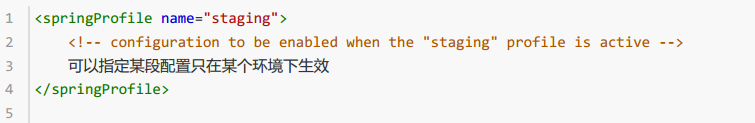 1 <springProfile name="staging">
2 <!-- configuration to be enabled when the "staging" profile is active -->
3 可以指定某段配置只在某个环境下生效
4 </springProfile>
5